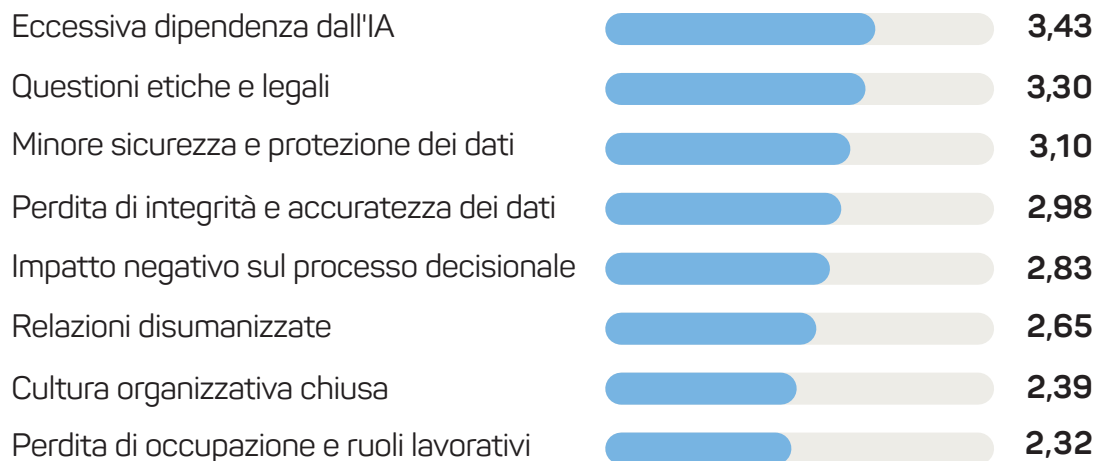 Eccessiva dipendenza dall'IA 3,43
Questioni etiche e legali 3,30
Minore sicurezza e protezione dei dati 3,10
Perdita di integrità e accuratezza dei dati 2,98
Impatto negativo sul processo decisionale 2,83
Relazioni disumanizzate 2,65
Cultura organizzativa chiusa 2,39
Perdita di occupazione e ruoli lavorativi 2,32